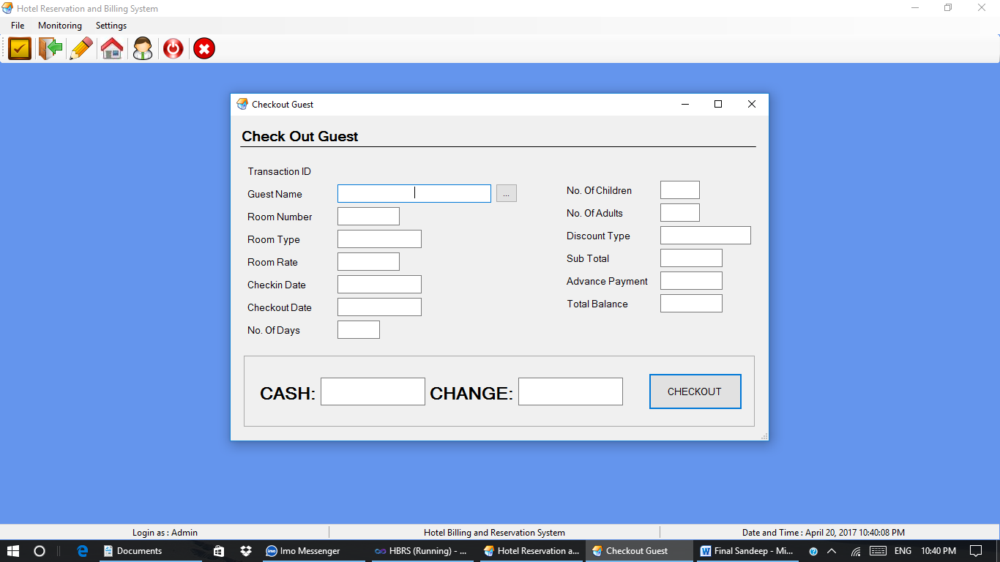 Hotel Reservation and Billing System
File Monitoring Settings
Checkout Guest
Check Out Guest
Transaction ID
Guest Name ...
Room Number
Room Type
Room Rate
Checkin Date
Checkout Date
No. Of Days
No. Of Children
No. Of Adults
Discount Type
Sub Total
Advance Payment
Total Balance
CASH: CHANGE: CHECKOUT
Login as : Admin Hotel Billing and Reservation System Date and Time : April 20, 2017 10:40:08 PM
Documents imo Imo Messenger HBRS (Running) - ... Hotel Reservation a... Checkout Guest Final Sandeep - Mi... ENG 10:40 PM